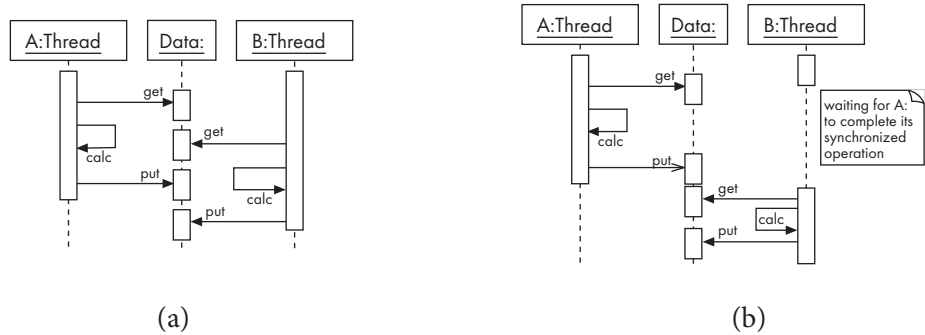 A:Thread
Data:
B:Thread
get
get
calc
put
calc
put
(a)
A:Thread
Data:
B:Thread
get
waiting for A:
to complete its
synchronized
operation
calc
put
get
calc
put
(b)